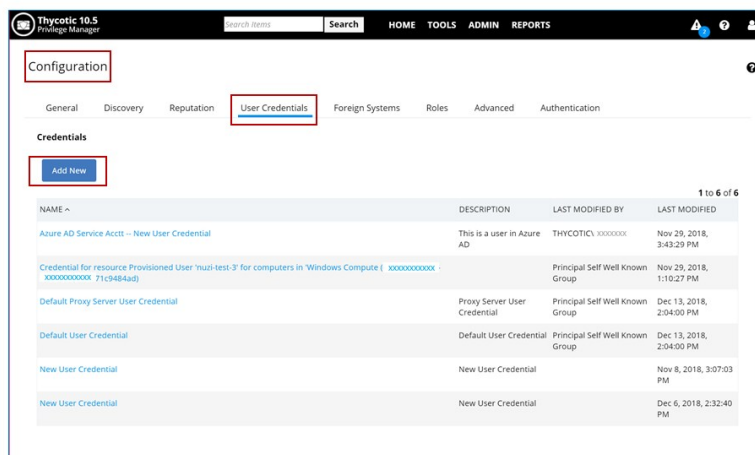 Thycotic 10.5
Privilege Manager
Search Items
Search
HOME TOOLS ADMIN REPORTS
2
Configuration
General Discovery Reputation User Credentials Foreign Systems Roles Advanced Authentication
Credentials
Add New
1 to 6 of 6
NAME DESCRIPTION LAST MODIFIED BY LAST MODIFIED
Azure AD Service Acctt -- New User Credential This is a user in Azure THYCOTIC\ XXXXXXX Nov 29, 2018,
AD 3:43:29 PM
Credential for resource Provisioned User 'nuzi-test-3' for computers in 'Windows Compute ( XXXXXXXXXXX Principal Self Well Known Nov 29, 2018,
XXXXXXXXXXX 71c9484ad) Group 1:10:27 PM
Default Proxy Server User Credential Proxy Server User Principal Self Well Known Dec 13, 2018,
Credential Group 2:04:00 PM
Default User Credential Default User Credential Principal Self Well Known Dec 13, 2018,
Group 2:04:00 PM
New User Credential New User Credential Nov 8, 2018, 3:07:03
PM
New User Credential New User Credential Dec 6, 2018, 2:32:40
PM